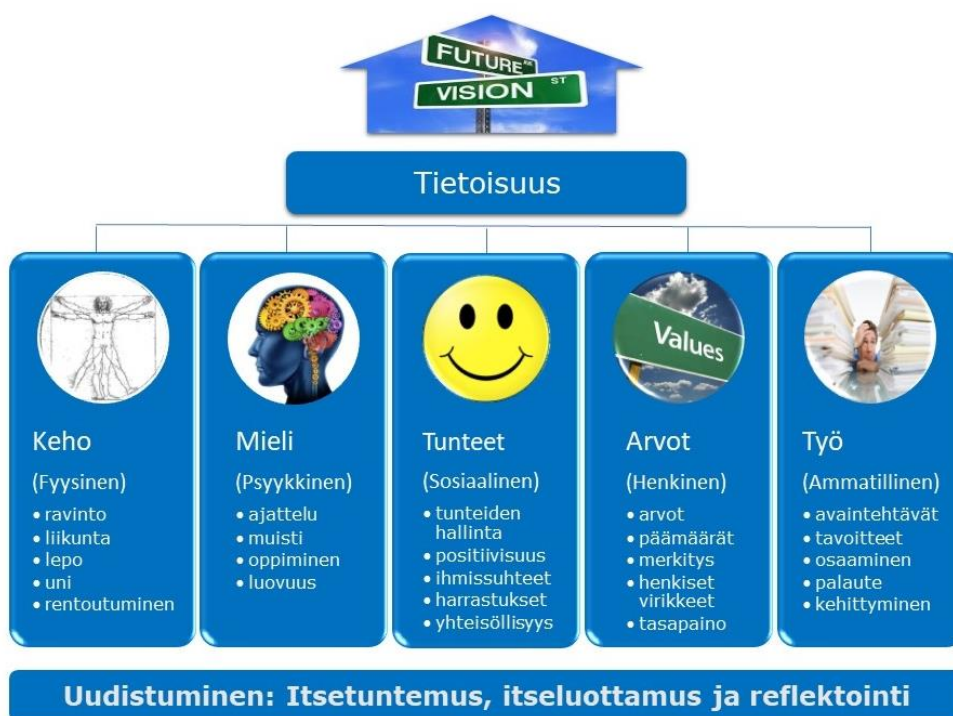 FUTURE AVE
VISION ST
Tietoisuus
Values
Keho
(Fyysinen)
• ravinto
• liikunta
• lepo
• uni
• rentoutuminen
Mieli
(Psyykkinen)
• ajattelu
• muisti
• oppiminen
• luovuus
Tunteet
(Sosiaalinen)
• tunteiden
hallinta
• positiivisuus
• ihmissuhteet
• harrastukset
• yhteisöllisyys
Arvot
(Henkinen)
• arvot
• päämäärät
• merkitys
• henkiset
virikkeet
• tasapaino
Työ
(Ammatillinen)
• avaintehtävät
• tavoitteet
• osaaminen
• palaute
• kehittyminen
Uudistuminen: Itsetuntemus, itseluottamus ja reflektointi